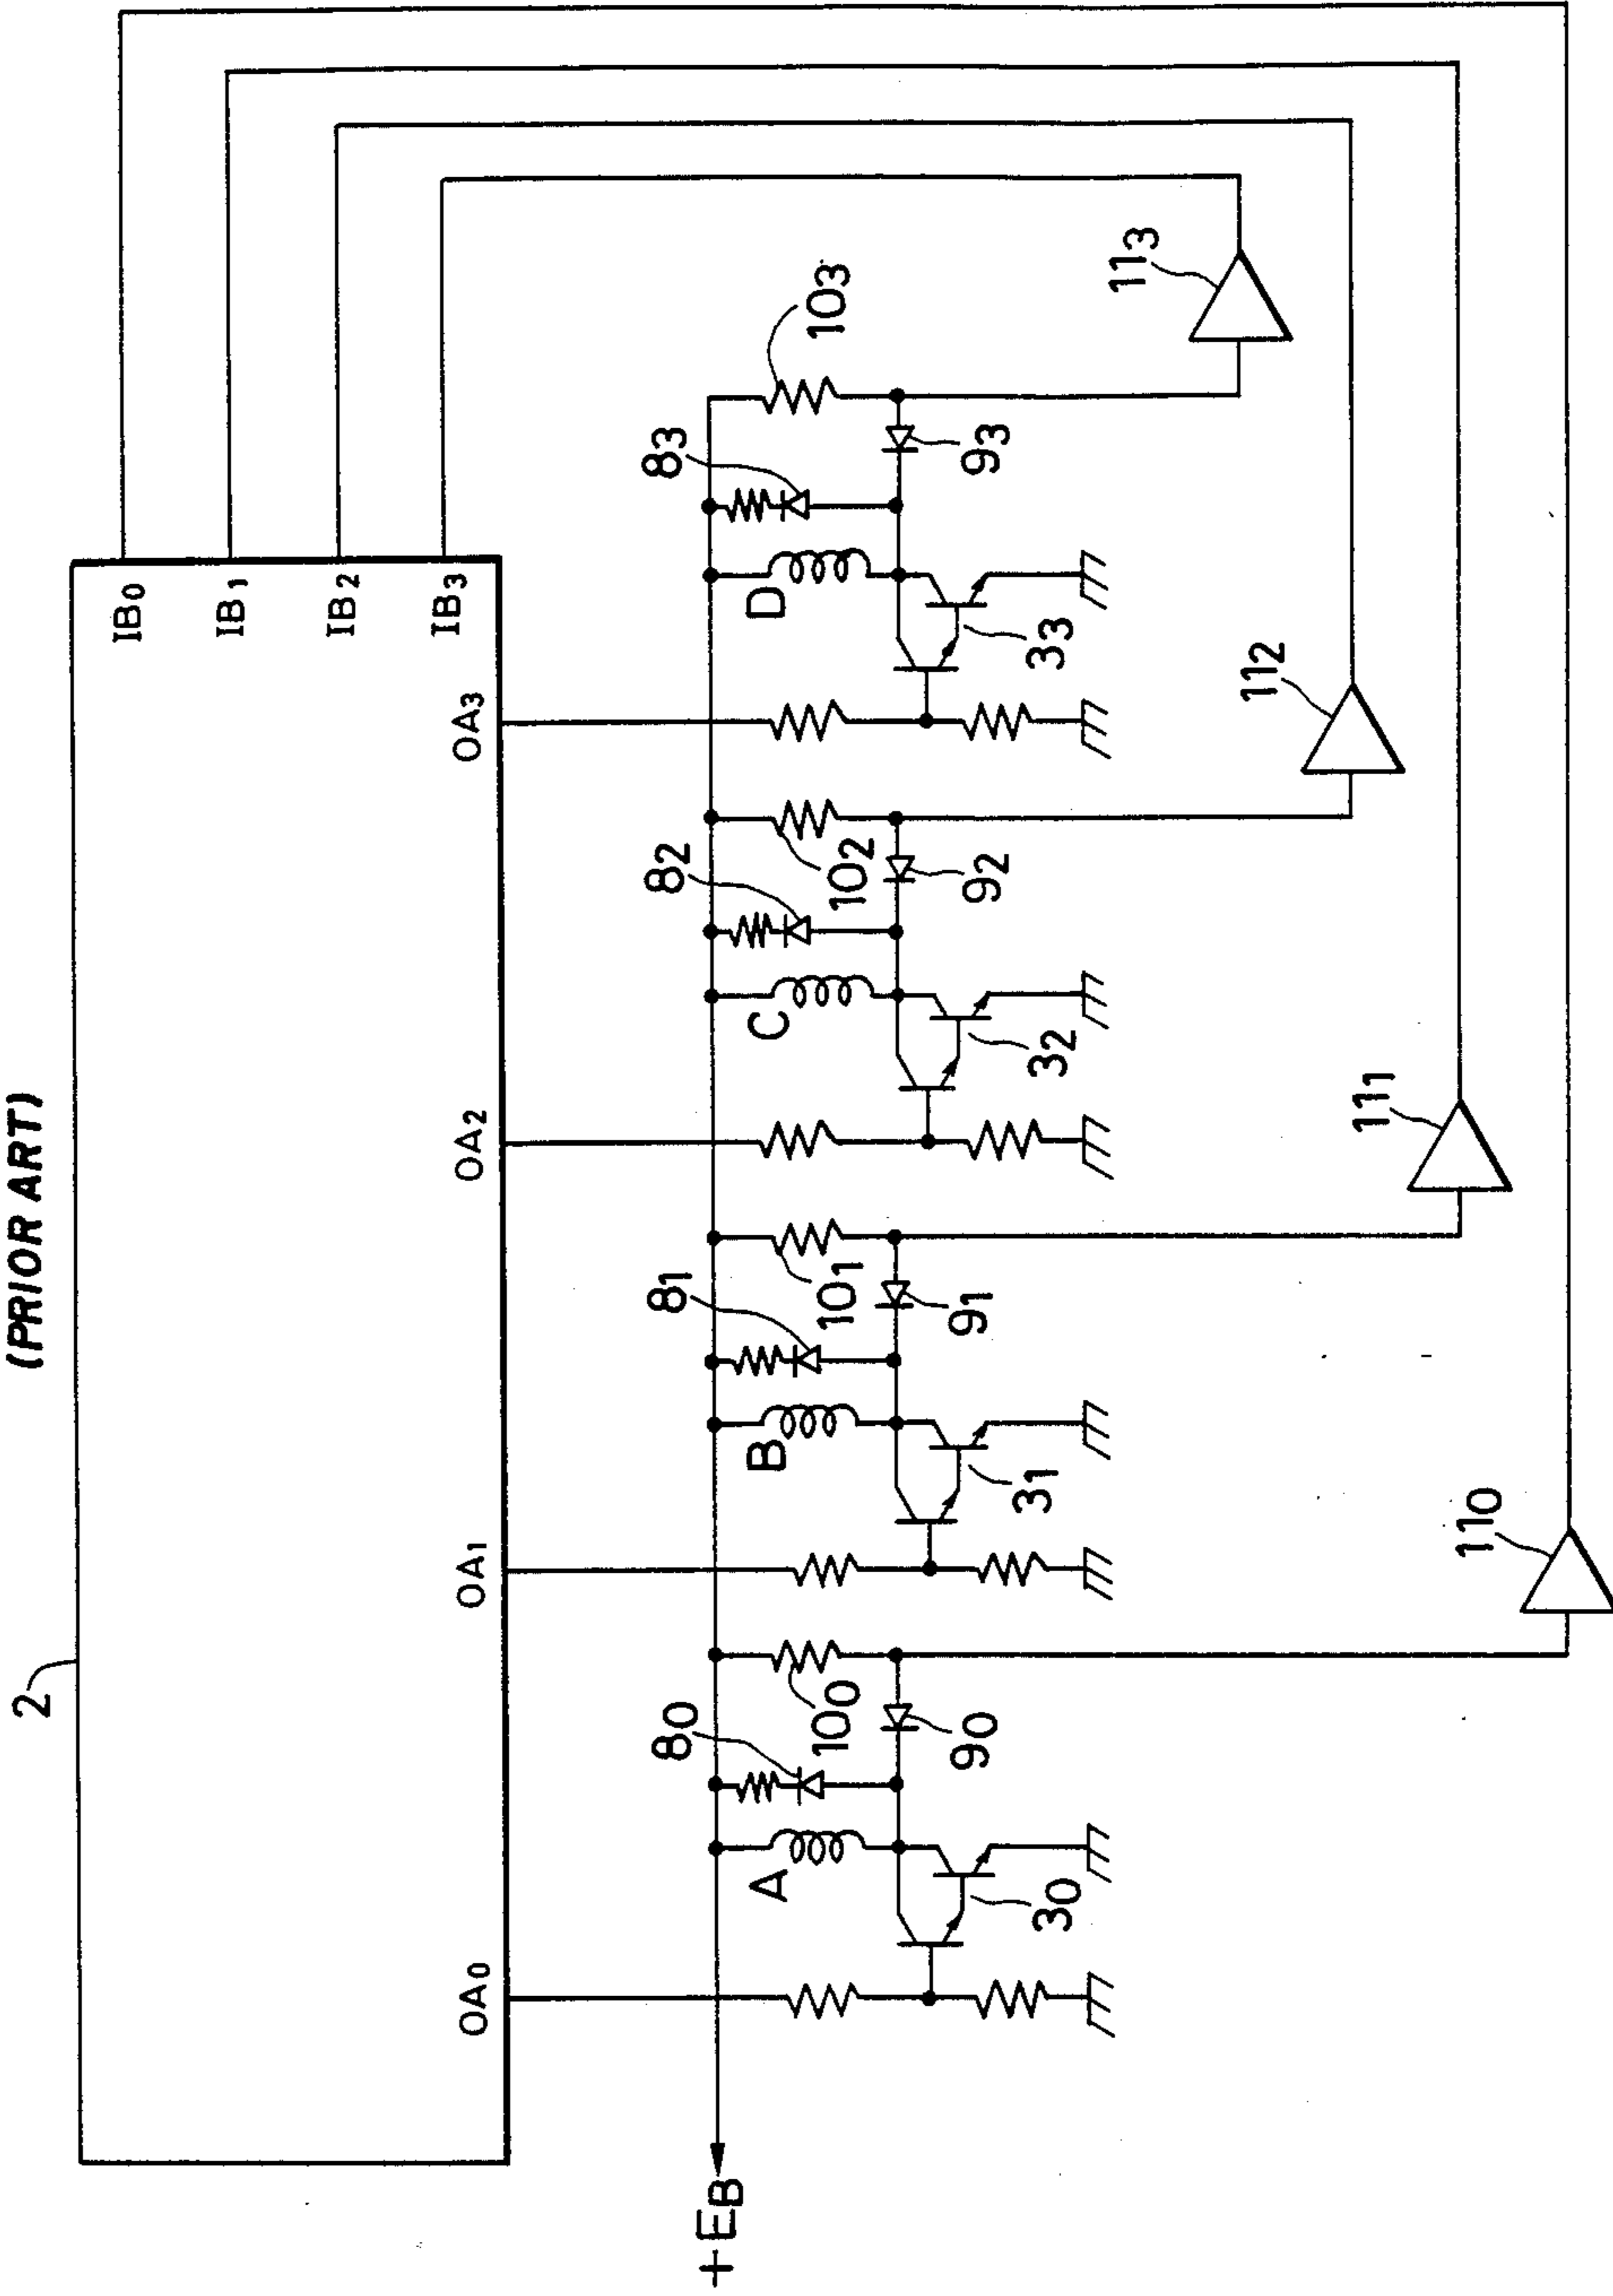 (PRIOR ART)
2
IB₀
IB₁
IB₂
IB₃
OA₀
OA₁
OA₂
OA₃
+E_B
A
8₀
10₀
9₀
3₀
11₀
B
8₁
10₁
9₁
3₁
11₁
C
8₂
10₂
9₂
3₂
11₂
D
8₃
10₃
9₃
3₃
11₃